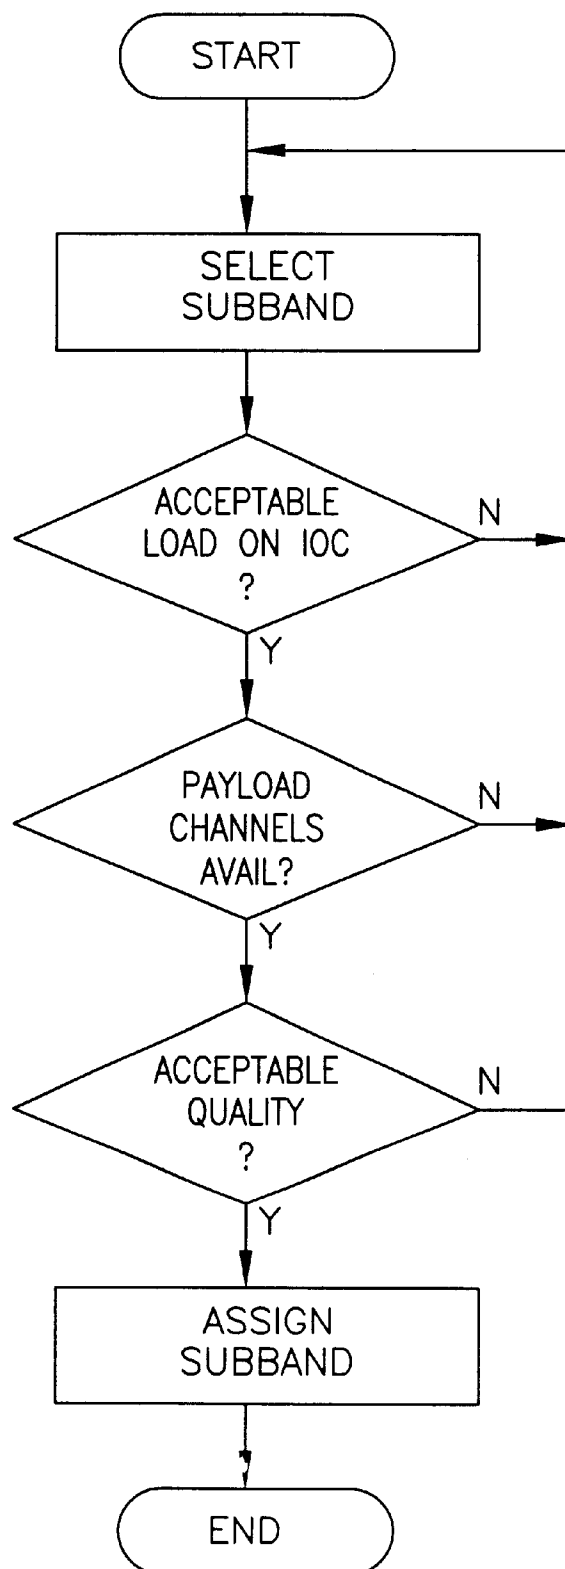 START
SELECT
SUBBAND
ACCEPTABLE
LOAD ON IOC
?
N
Y
PAYLOAD
CHANNELS
AVAIL?
N
Y
ACCEPTABLE
QUALITY
?
N
Y
ASSIGN
SUBBAND
END